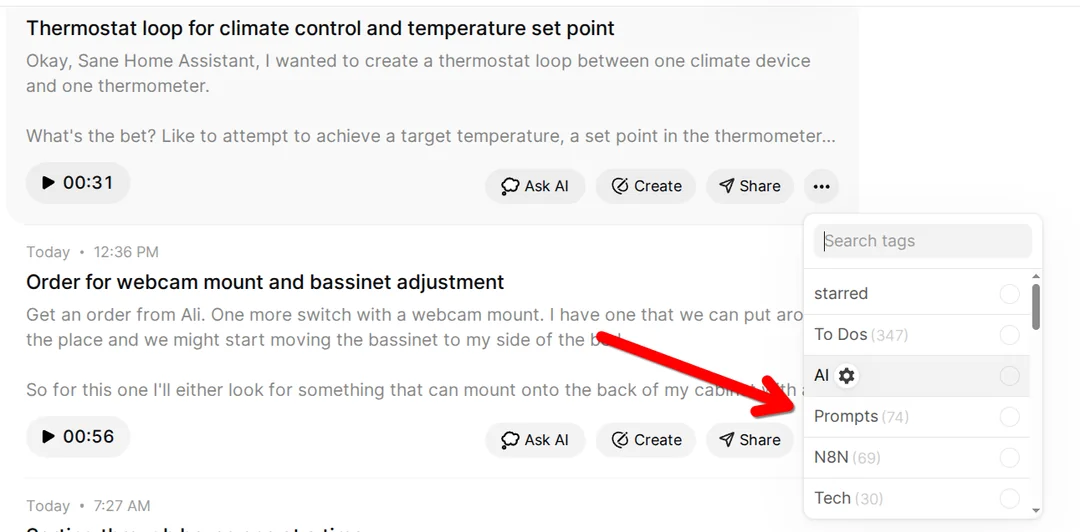 Thermostat loop for climate control and temperature set point
Okay, Sane Home Assistant, I wanted to create a thermostat loop between one climate device
and one thermometer.
What's the bet? Like to attempt to achieve a target temperature, a set point in the thermometer...
00:31
Ask AI
Create
Share
Today • 12:36 PM
Order for webcam mount and bassinet adjustment
Get an order from Ali. One more switch with a webcam mount. I have one that we can put aro
the place and we might start moving the bassinet to my side of the
So for this one I'll either look for something that can mount onto the back of my
00:56
Ask AI
Create
Share
Today • 7:27 AM
Search tags
starred
To Dos (347)
AI
Prompts (74)
N8N (69)
Tech (30)